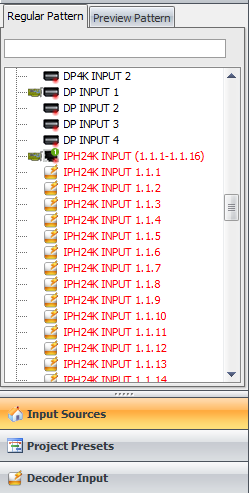 Regular Pattern
Preview Pattern
DP4K INPUT 2
DP INPUT 1
DP INPUT 2
DP INPUT 3
DP INPUT 4
IPH24K INPUT (1.1.1-1.1.16)
IPH24K INPUT 1.1.1
IPH24K INPUT 1.1.2
IPH24K INPUT 1.1.3
IPH24K INPUT 1.1.4
IPH24K INPUT 1.1.5
IPH24K INPUT 1.1.6
IPH24K INPUT 1.1.7
IPH24K INPUT 1.1.8
IPH24K INPUT 1.1.9
IPH24K INPUT 1.1.10
IPH24K INPUT 1.1.11
IPH24K INPUT 1.1.12
IPH24K INPUT 1.1.13
IPH24K INPUT 1.1.14
Input Sources
Project Presets
Decoder Input